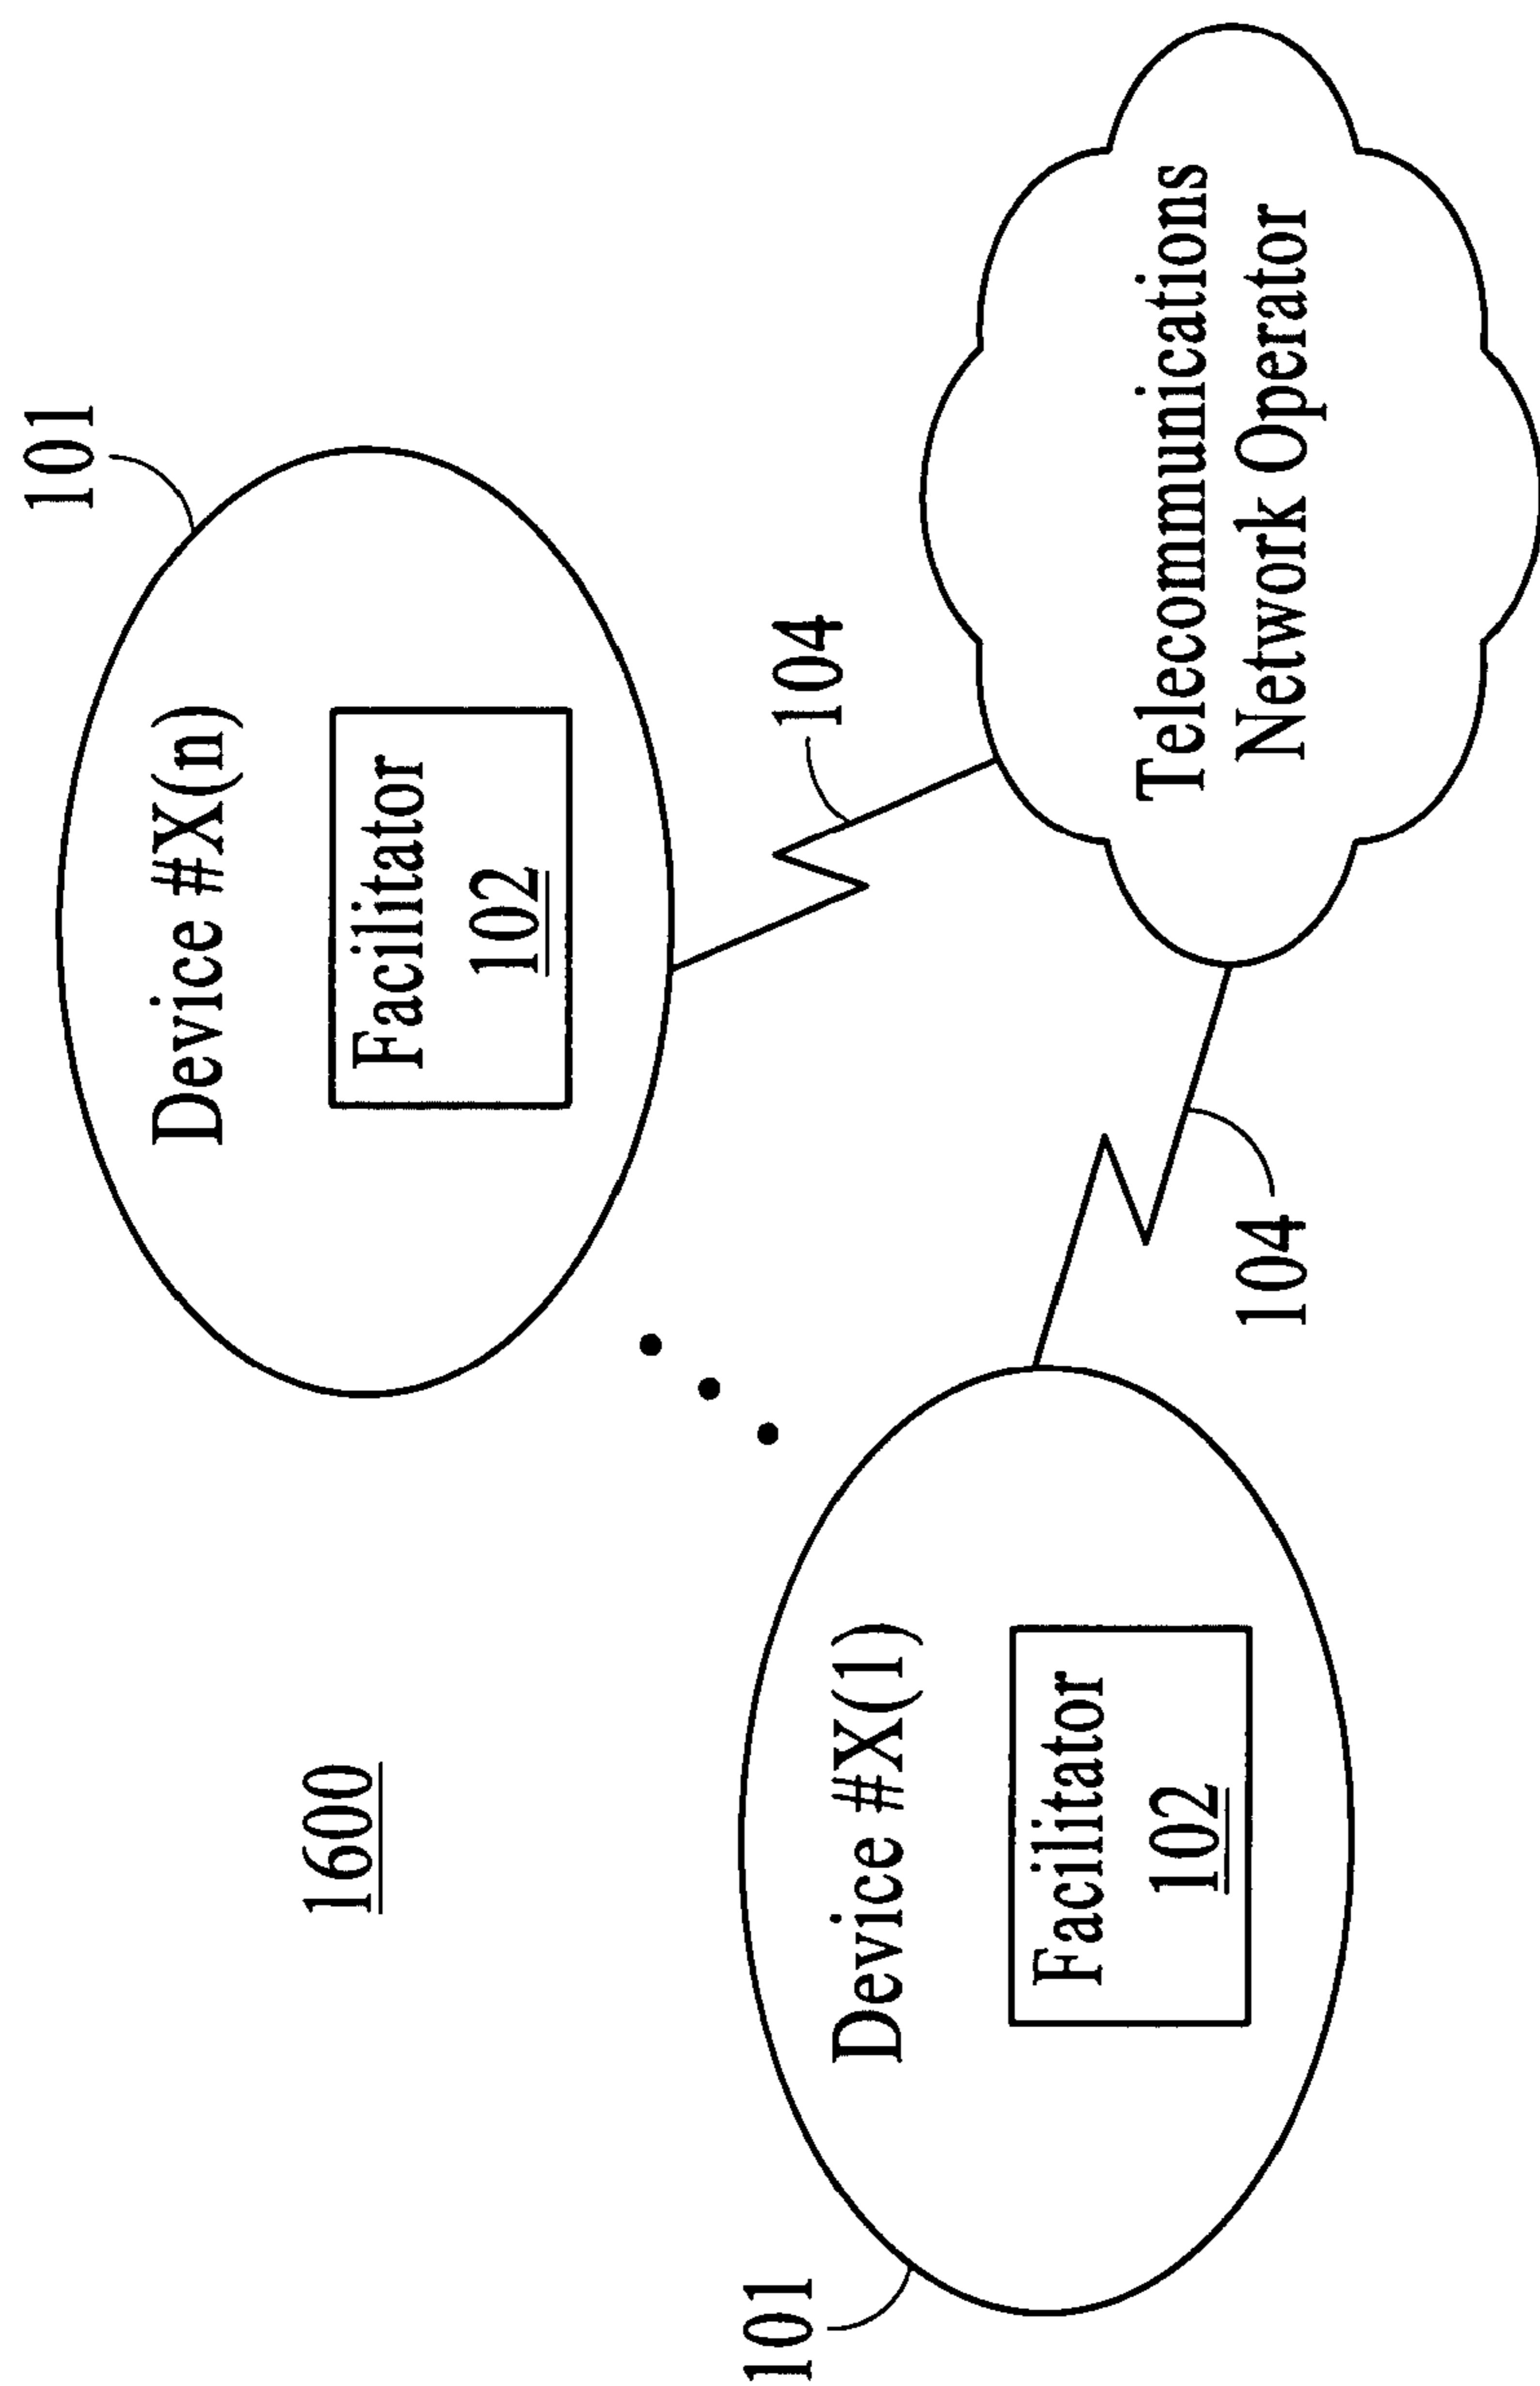 101
Device #X(n)
Facilitator
102
1600
104
101
Device #X(1)
Facilitator
102
104
Telecommunications
Network Operator